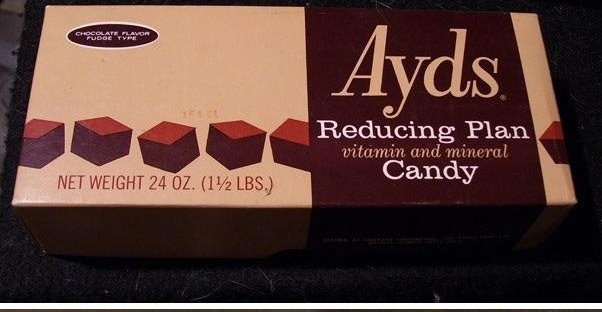 CHOCOLATE FLAVOR
FUDGE TYPE
NET WEIGHT 24 OZ. (1½ LBS.)
Ayds®
Reducing Plan
vitamin and mineral
Candy